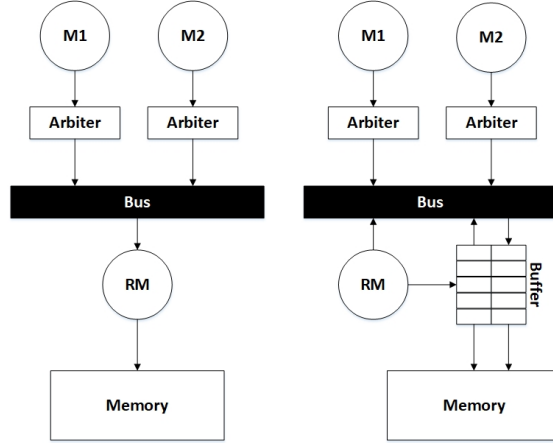 M1 M2
Arbiter Arbiter
Bus
RM
Memory
M1 M2
Arbiter Arbiter
Bus
RM
Buffer
Memory